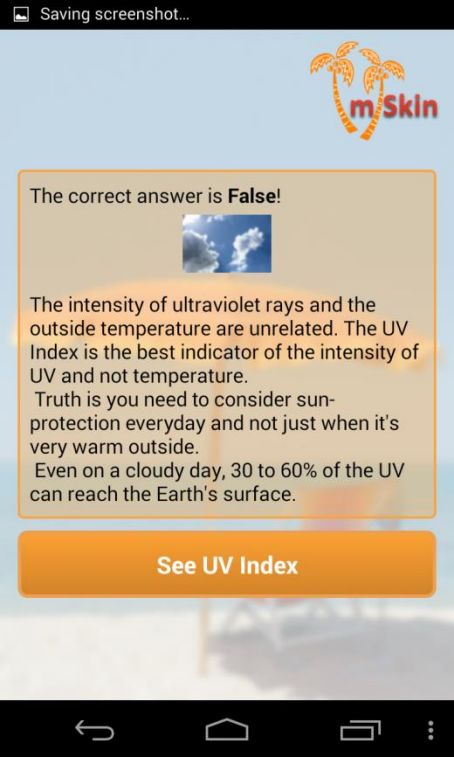 Saving screenshot...
mSkin
The correct answer is False!
The intensity of ultraviolet rays and the
outside temperature are unrelated. The UV
Index is the best indicator of the intensity of
UV and not temperature.
Truth is you need to consider sun-
protection everyday and not just when it's
very warm outside.
Even on a cloudy day, 30 to 60% of the UV
can reach the Earth's surface.
See UV Index